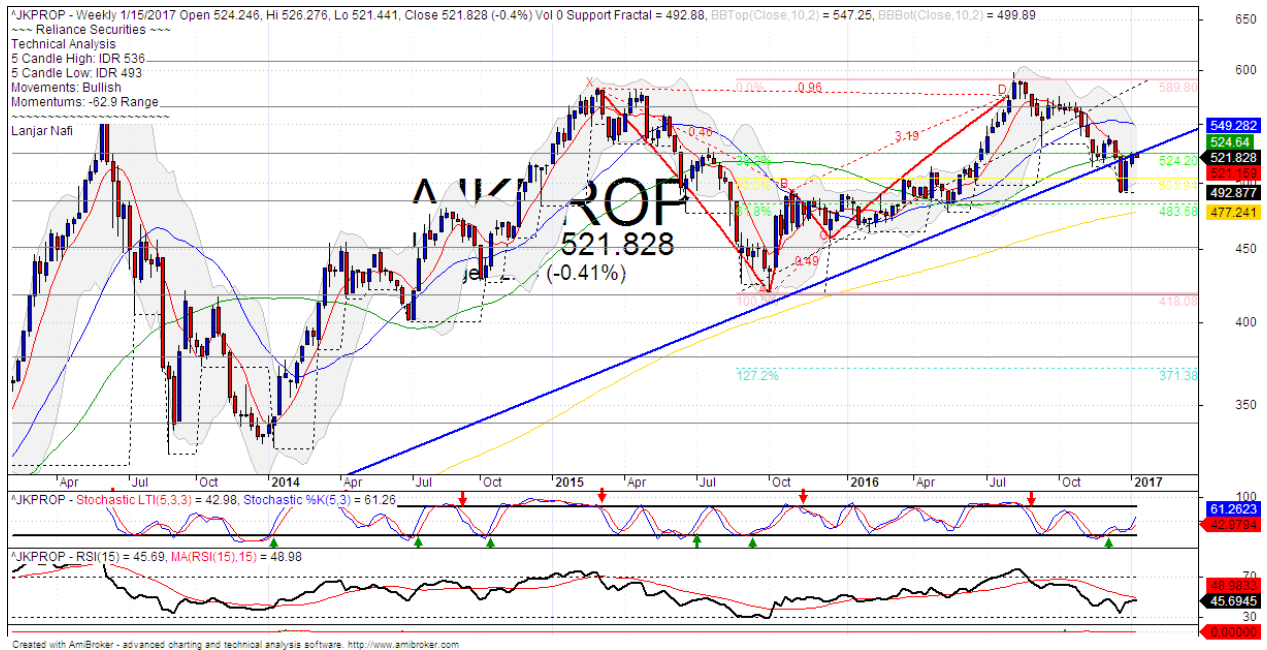 ^JKPROP - Weekly 1/15/2017 Open 524.246, Hi 526.276, Lo 521.441, Close 521.828 (-0.4%) Vol 0 Support Fractal = 492.88, BBTop(Close,10,2) = 547.25, BBBot(Close,10,2) = 499.89
~~~ Reliance Securities ~~~
Technical Analysis
5 Candle High: IDR 536
5 Candle Low: IDR 493
Movements: Bullish
Momentums: -62.9 Range
~~~~~~~~~~~~~~~~~~~~~~
Lanjar Nafi
650
600
X
0.0%
0.96
D
589.80
0.46
3.19
549.282
524.64
524.20
521.828
521.159
B
503.94
492.877
483.68
477.241
521.828
(-0.41%)
450
C
0.49
A
418.08
400
127.2%
371.38
350
Apr Jul Oct 2014 Apr Jul Oct 2015 Apr Jul Oct 2016 Apr Jul Oct 2017
^JKPROP - Stochastic LTI(5,3,3) = 42.98, Stochastic %K(5,3) = 61.26
100
61.2623
42.9794
^JKPROP - RSI(15) = 45.69, MA(RSI(15),15) = 48.98
70
48.9833
45.6945
30
0.00000
Created with AmiBroker - advanced charting and technical analysis software. http://www.amibroker.com